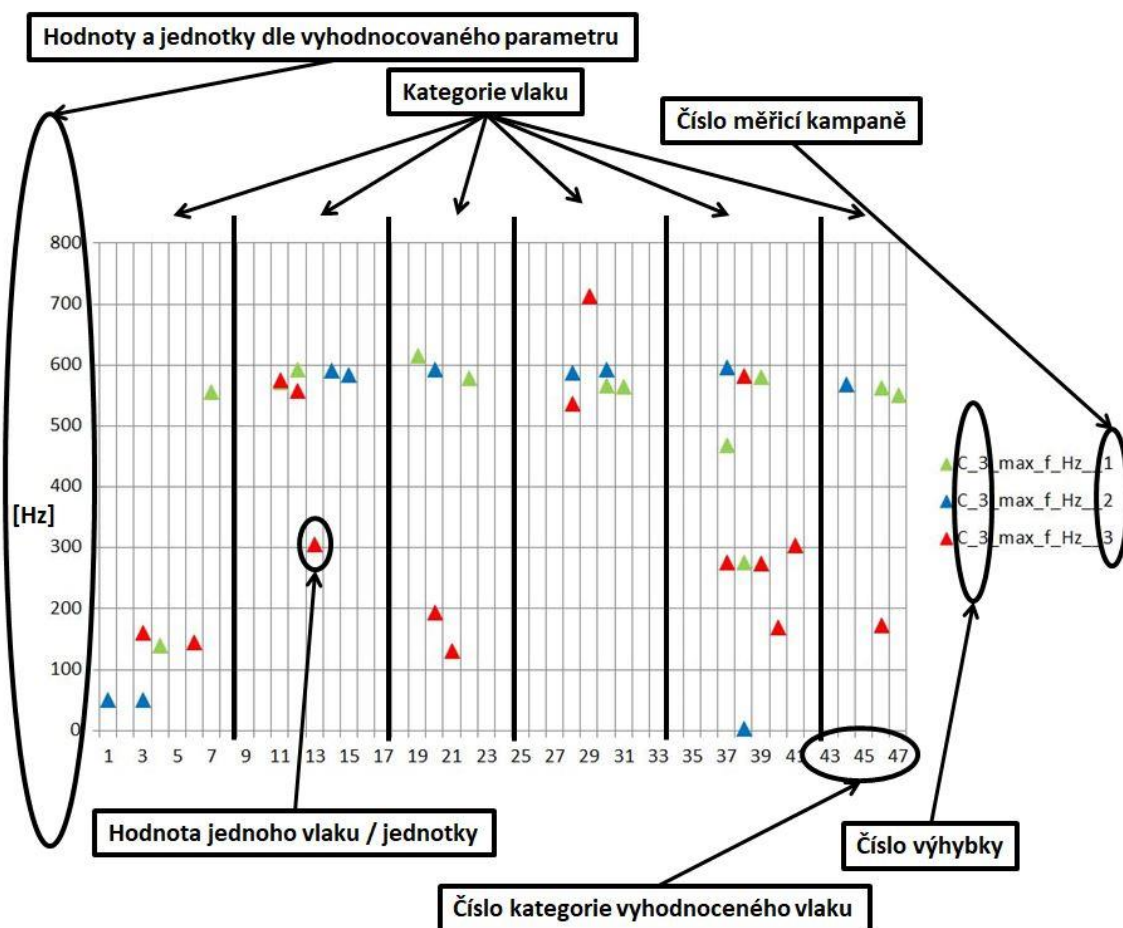 Hodnoty a jednotky dle vyhodnocovaného parametru
Kategorie vlaku
Číslo měřicí kampaně
800
700
600
500
400
300
200
100
0
[Hz]
C_3_max_f_Hz__1
C_3_max_f_Hz__2
C_3_max_f_Hz__3
1 3 5 7 9 11 13 15 17 19 21 23 25 27 29 31 33 35 37 39 41 43 45 47
Hodnota jednoho vlaku / jednotky
Číslo výhybky
Číslo kategorie vyhodnoceného vlaku